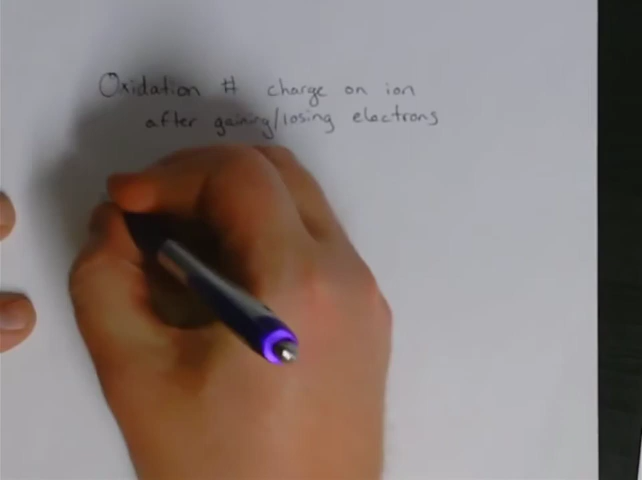 Oxidation # charge on ion
after gaining/losing electrons